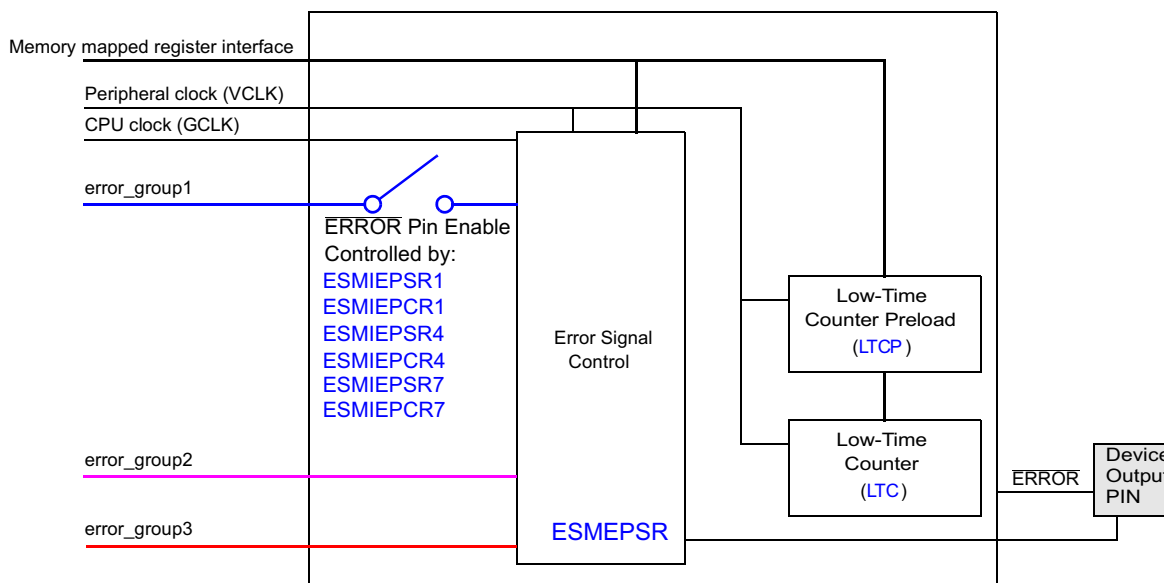 Memory mapped register interface
Peripheral clock (VCLK)
CPU clock (GCLK)
error_group1
ERROR Pin Enable
Controlled by:
ESMIEPSR1
ESMIEPCR1
ESMIEPSR4
ESMIEPCR4
ESMIEPSR7
ESMIEPCR7
Error Signal
Control
Low-Time
Counter Preload
(LTCP)
Low-Time
Counter
(LTC)
error_group2
error_group3
ESMEPSR
ERROR
Device
Output
PIN